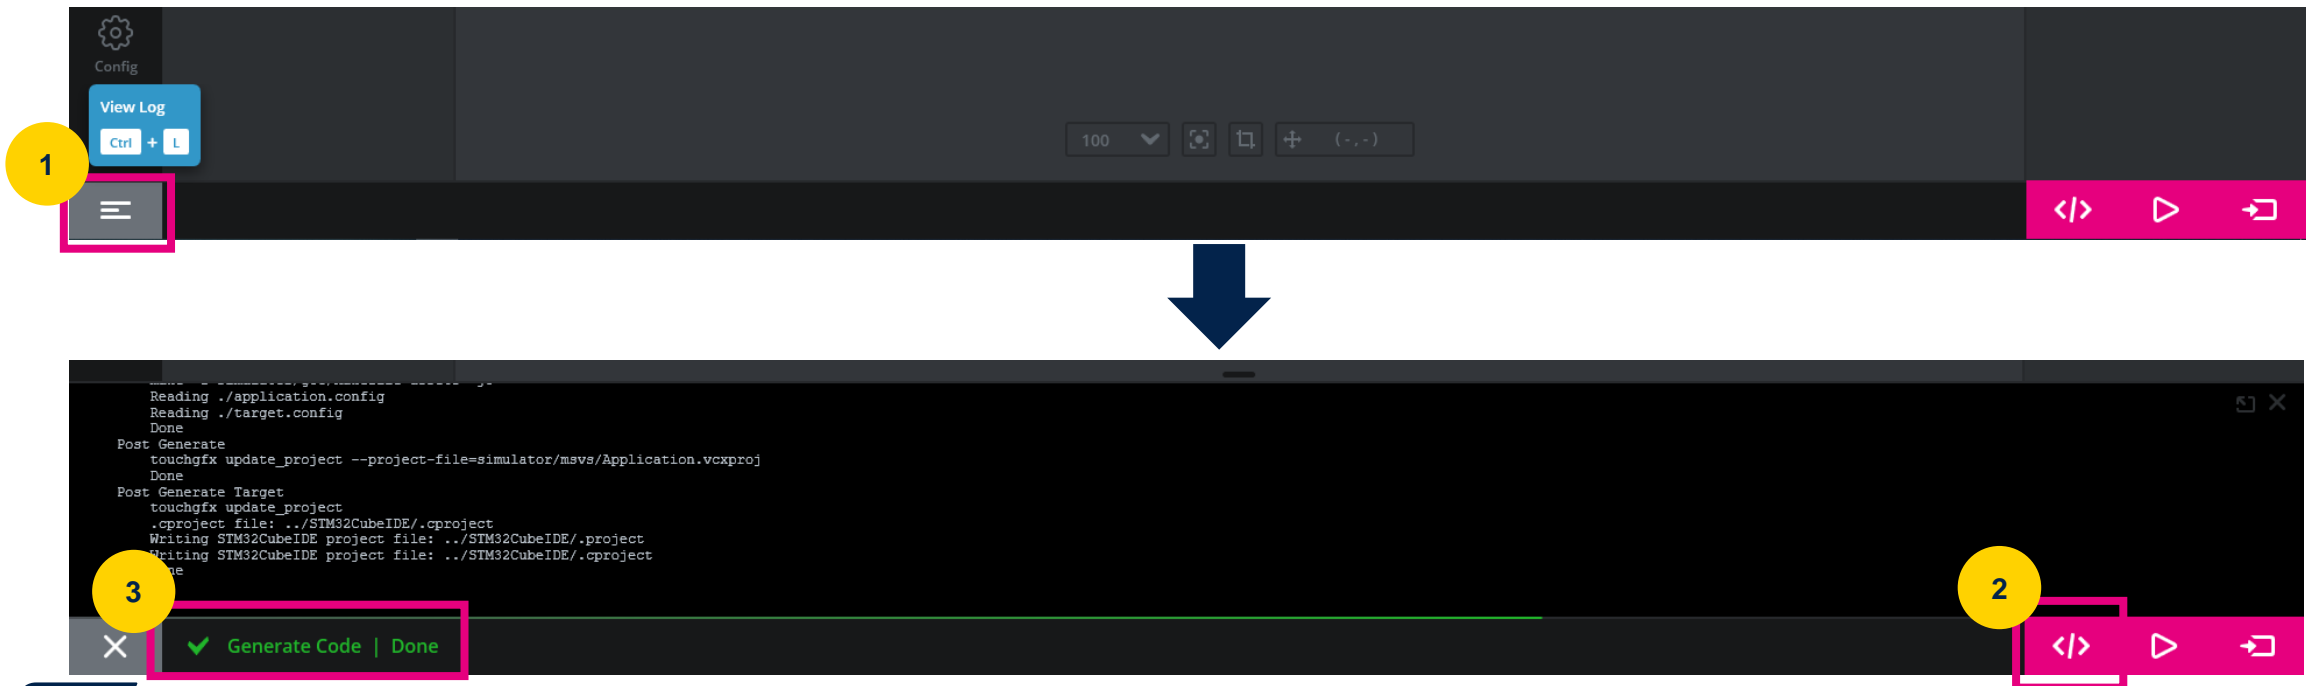 Config
View Log
Ctrl + L
1
100
(-,-)
</>
Reading ./application.config
Reading ./target.config
Done
Post Generate
touchgfx update_project --project-file=simulator/msvs/Application.vcxproj
Done
Post Generate Target
touchgfx update_project
.cproject file: ../STM32CubeIDE/.cproject
Writing STM32CubeIDE project file: ../STM32CubeIDE/.project
Writing STM32CubeIDE project file: ../STM32CubeIDE/.cproject
3
2
Generate Code | Done
</>